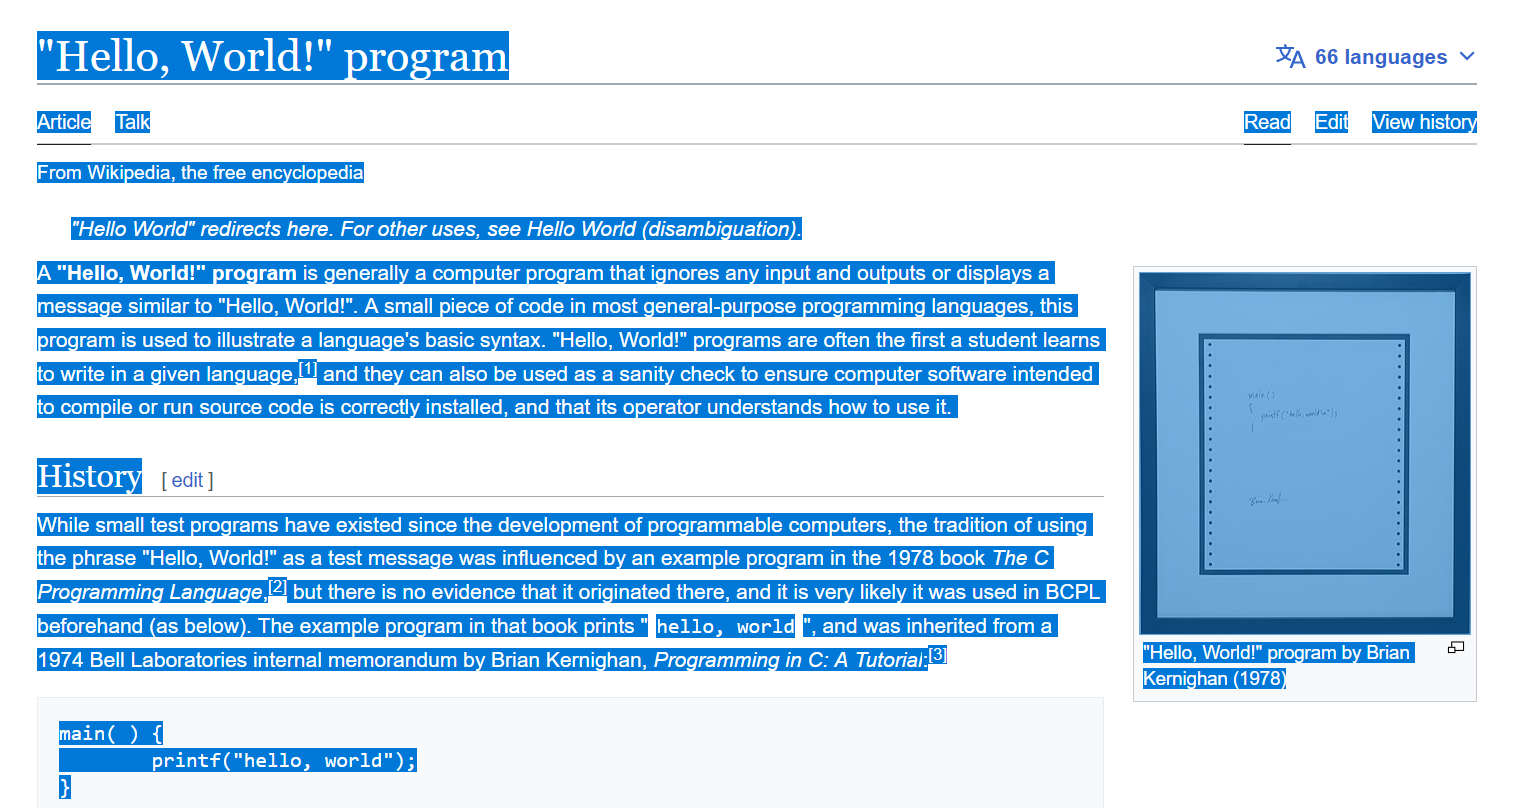 "Hello, World!" program
66 languages
Article Talk
Read Edit View history
From Wikipedia, the free encyclopedia
"Hello World" redirects here. For other uses, see Hello World (disambiguation).
A "Hello, World!" program is generally a computer program that ignores any input and outputs or displays a
message similar to "Hello, World!". A small piece of code in most general-purpose programming languages, this
program is used to illustrate a language's basic syntax. "Hello, World!" programs are often the first a student learns
to write in a given language,[1] and they can also be used as a sanity check to ensure computer software intended
to compile or run source code is correctly installed, and that its operator understands how to use it.
History [ edit ]
While small test programs have existed since the development of programmable computers, the tradition of using
the phrase "Hello, World!" as a test message was influenced by an example program in the 1978 book The C
Programming Language,[2] but there is no evidence that it originated there, and it is very likely it was used in BCPL
beforehand (as below). The example program in that book prints "hello, world", and was inherited from a
1974 Bell Laboratories internal memorandum by Brian Kernighan, Programming in C: A Tutorial:[3]
main( ) {
        printf("hello, world");
}
main()
{
printf("hello, world\n");
}
"Hello, World!" program by Brian
Kernighan (1978)